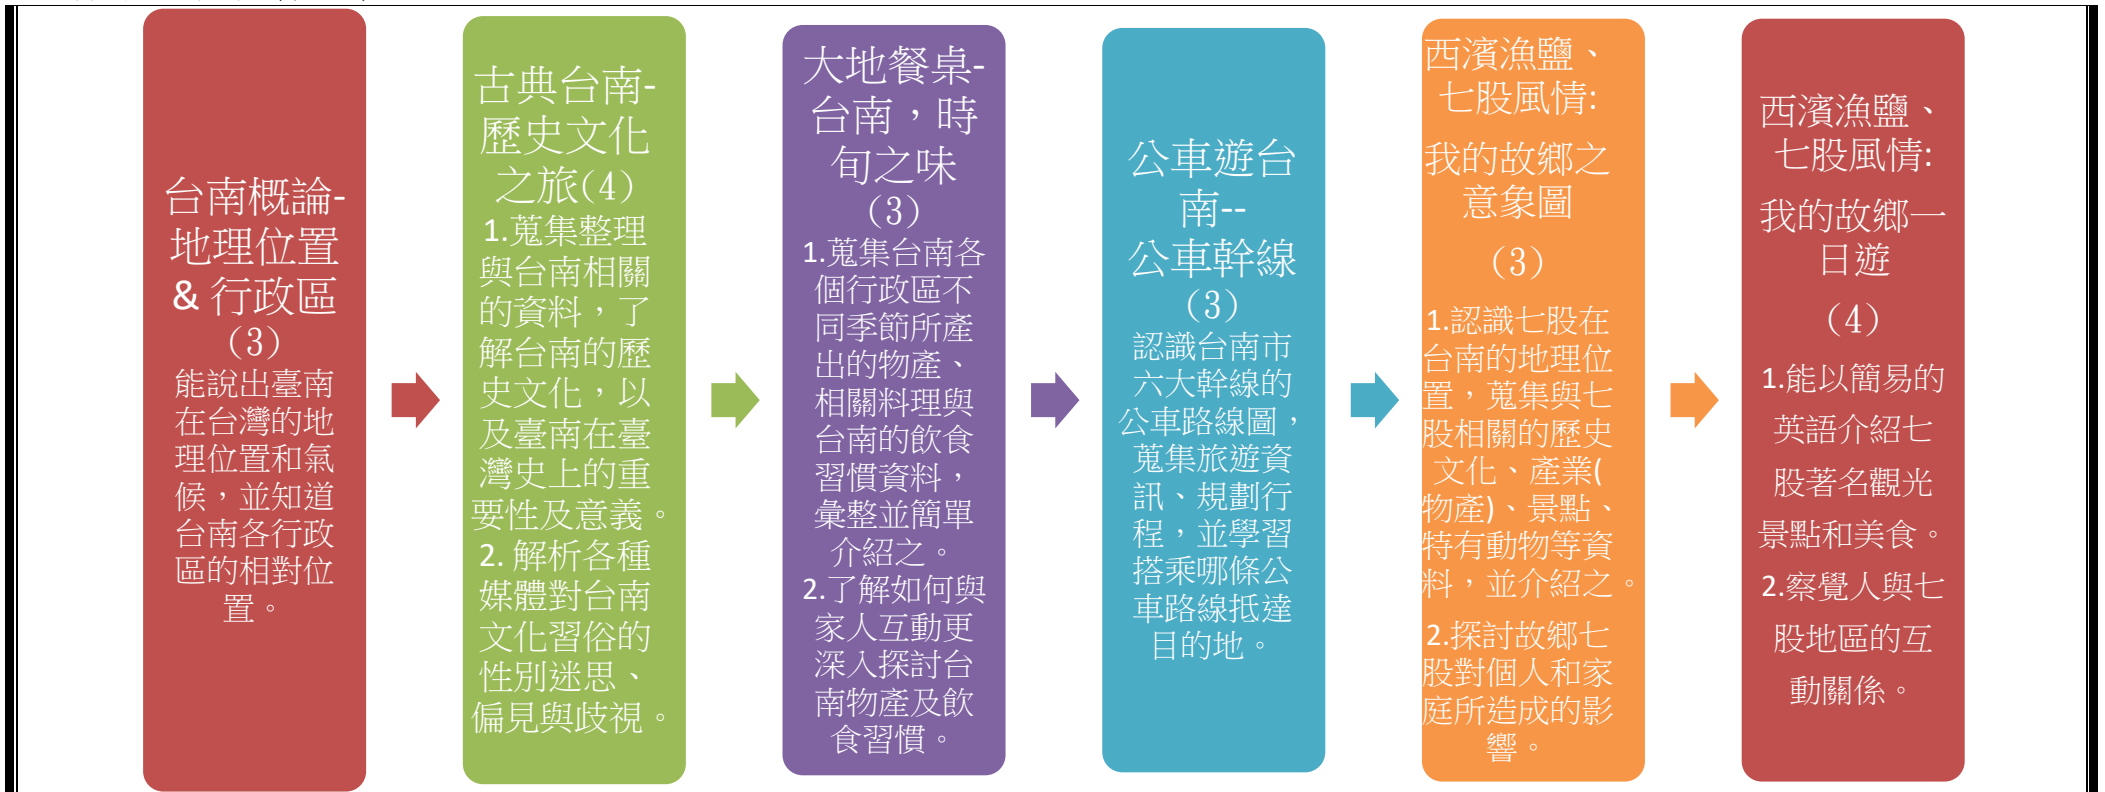 台南概論-
地理位置
& 行政區
（3）
能說出臺南
在台灣的地
理位置和氣
候，並知道
台南各行政
區的相對位
置。
古典台南-
歷史文化
之旅(4)
1.蒐集整理
與台南相關
的資料，了
解台南的歷
史文化，以
及臺南在臺
灣史上的重
要性及意義。
2. 解析各種
媒體對台南
文化習俗的
性別迷思、
偏見與歧視。
大地餐桌-
台南，時
旬之味
（3）
1.蒐集台南各
個行政區不
同季節所產
出的物產、
相關料理與
台南的飲食
習慣資料，
彙整並簡單
介紹之。
2.了解如何與
家人互動更
深入探討台
南物產及飲
食習慣。
公車遊台
南--
公車幹線
（3）
認識台南市
六大幹線的
公車路線圖，
蒐集旅遊資
訊、規劃行
程，並學習
搭乘哪條公
車路線抵達
目的地。
西濱漁鹽、
七股風情:
我的故鄉之
意象圖
（3）
1.認識七股在
台南的地理位
置，蒐集與七
股相關的歷史
文化、產業(
物產)、景點、
特有動物等資
料，並介紹之。
2.探討故鄉七
股對個人和家
庭所造成的影
響。
西濱漁鹽、
七股風情:
我的故鄉一
日遊
（4）
1.能以簡易的
英語介紹七
股著名觀光
景點和美食。
2.察覺人與七
股地區的互
動關係。